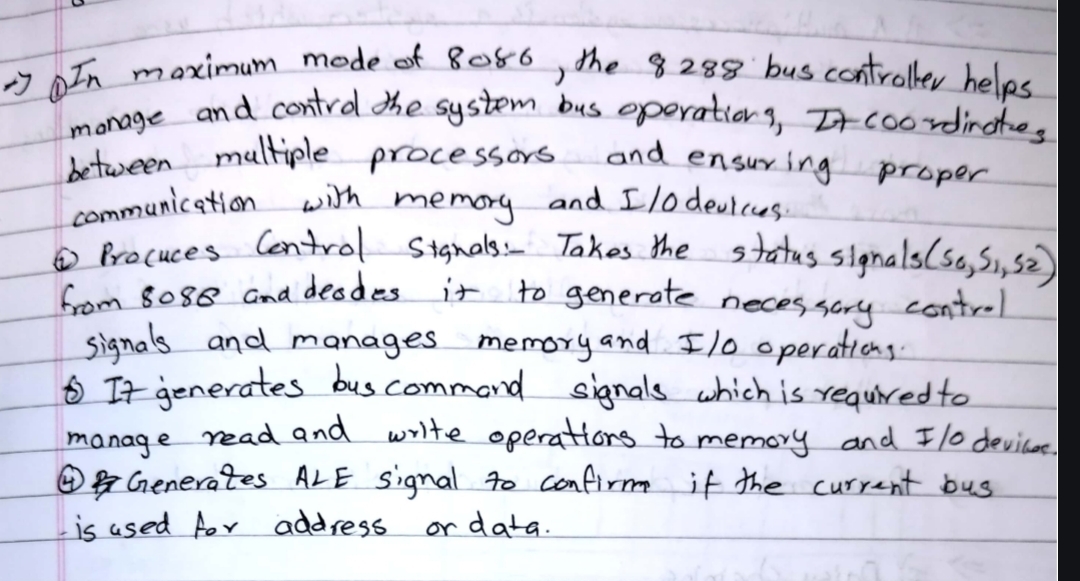 → ① In maximum mode of 8086, the 8288 bus controller helps
manage and control the system bus operations, It coordinates
between multiple processors and ensuring proper
communication with memory and I/O devices.
② Procuces Control Signals:- Takes the status signals (S0, S1, S2)
from 8086 and decodes it to generate necessary control
signals and manages memory and I/O operations.
③ It generates bus command signals which is required to
manage read and write operations to memory and I/O devices.
④ Generates ALE signal to confirm if the current bus
is used for address or data.